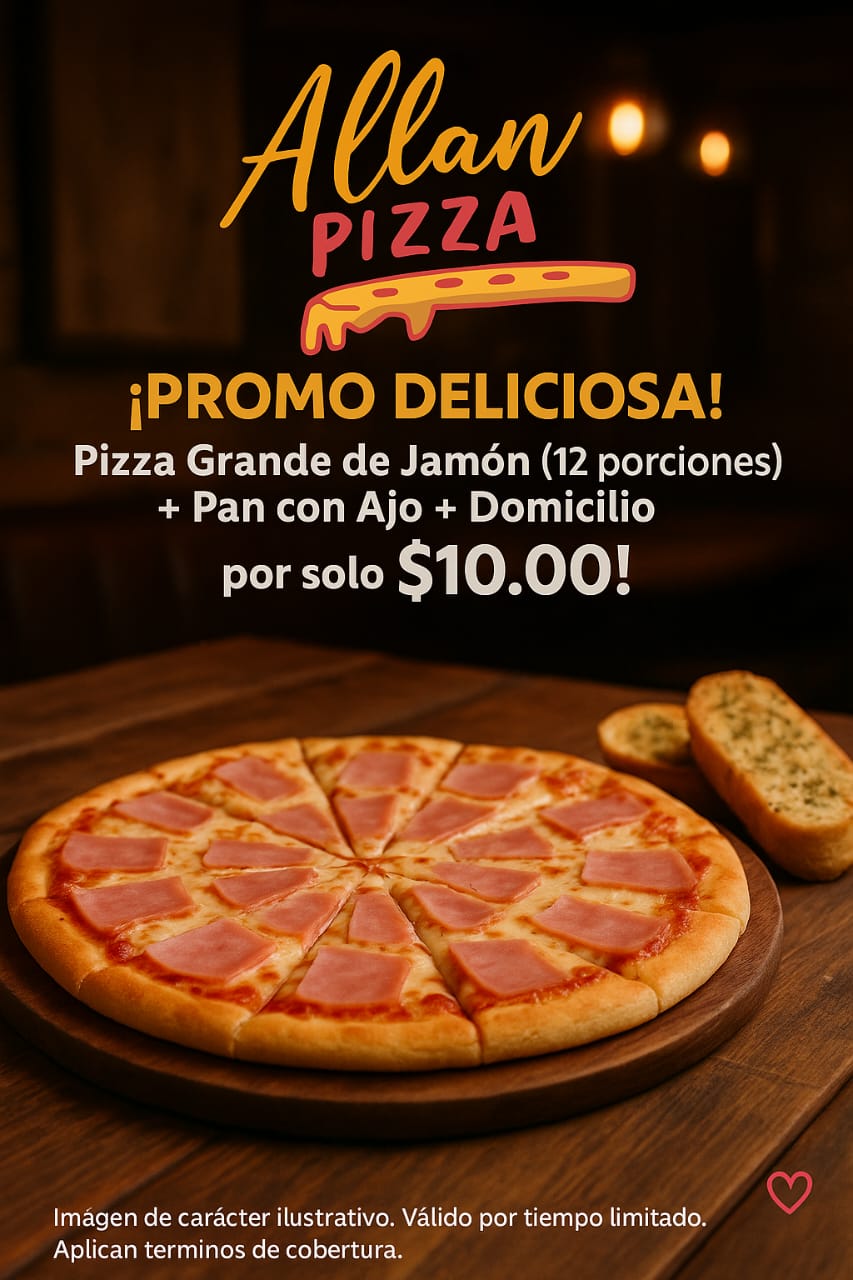 Allan
PIZZA
¡PROMO DELICIOSA!
Pizza Grande de Jamón (12 porciones)
+ Pan con Ajo + Domicilio
por solo $10.00!
Imágen de carácter ilustrativo. Válido por tiempo limitado.
Aplican terminos de cobertura.